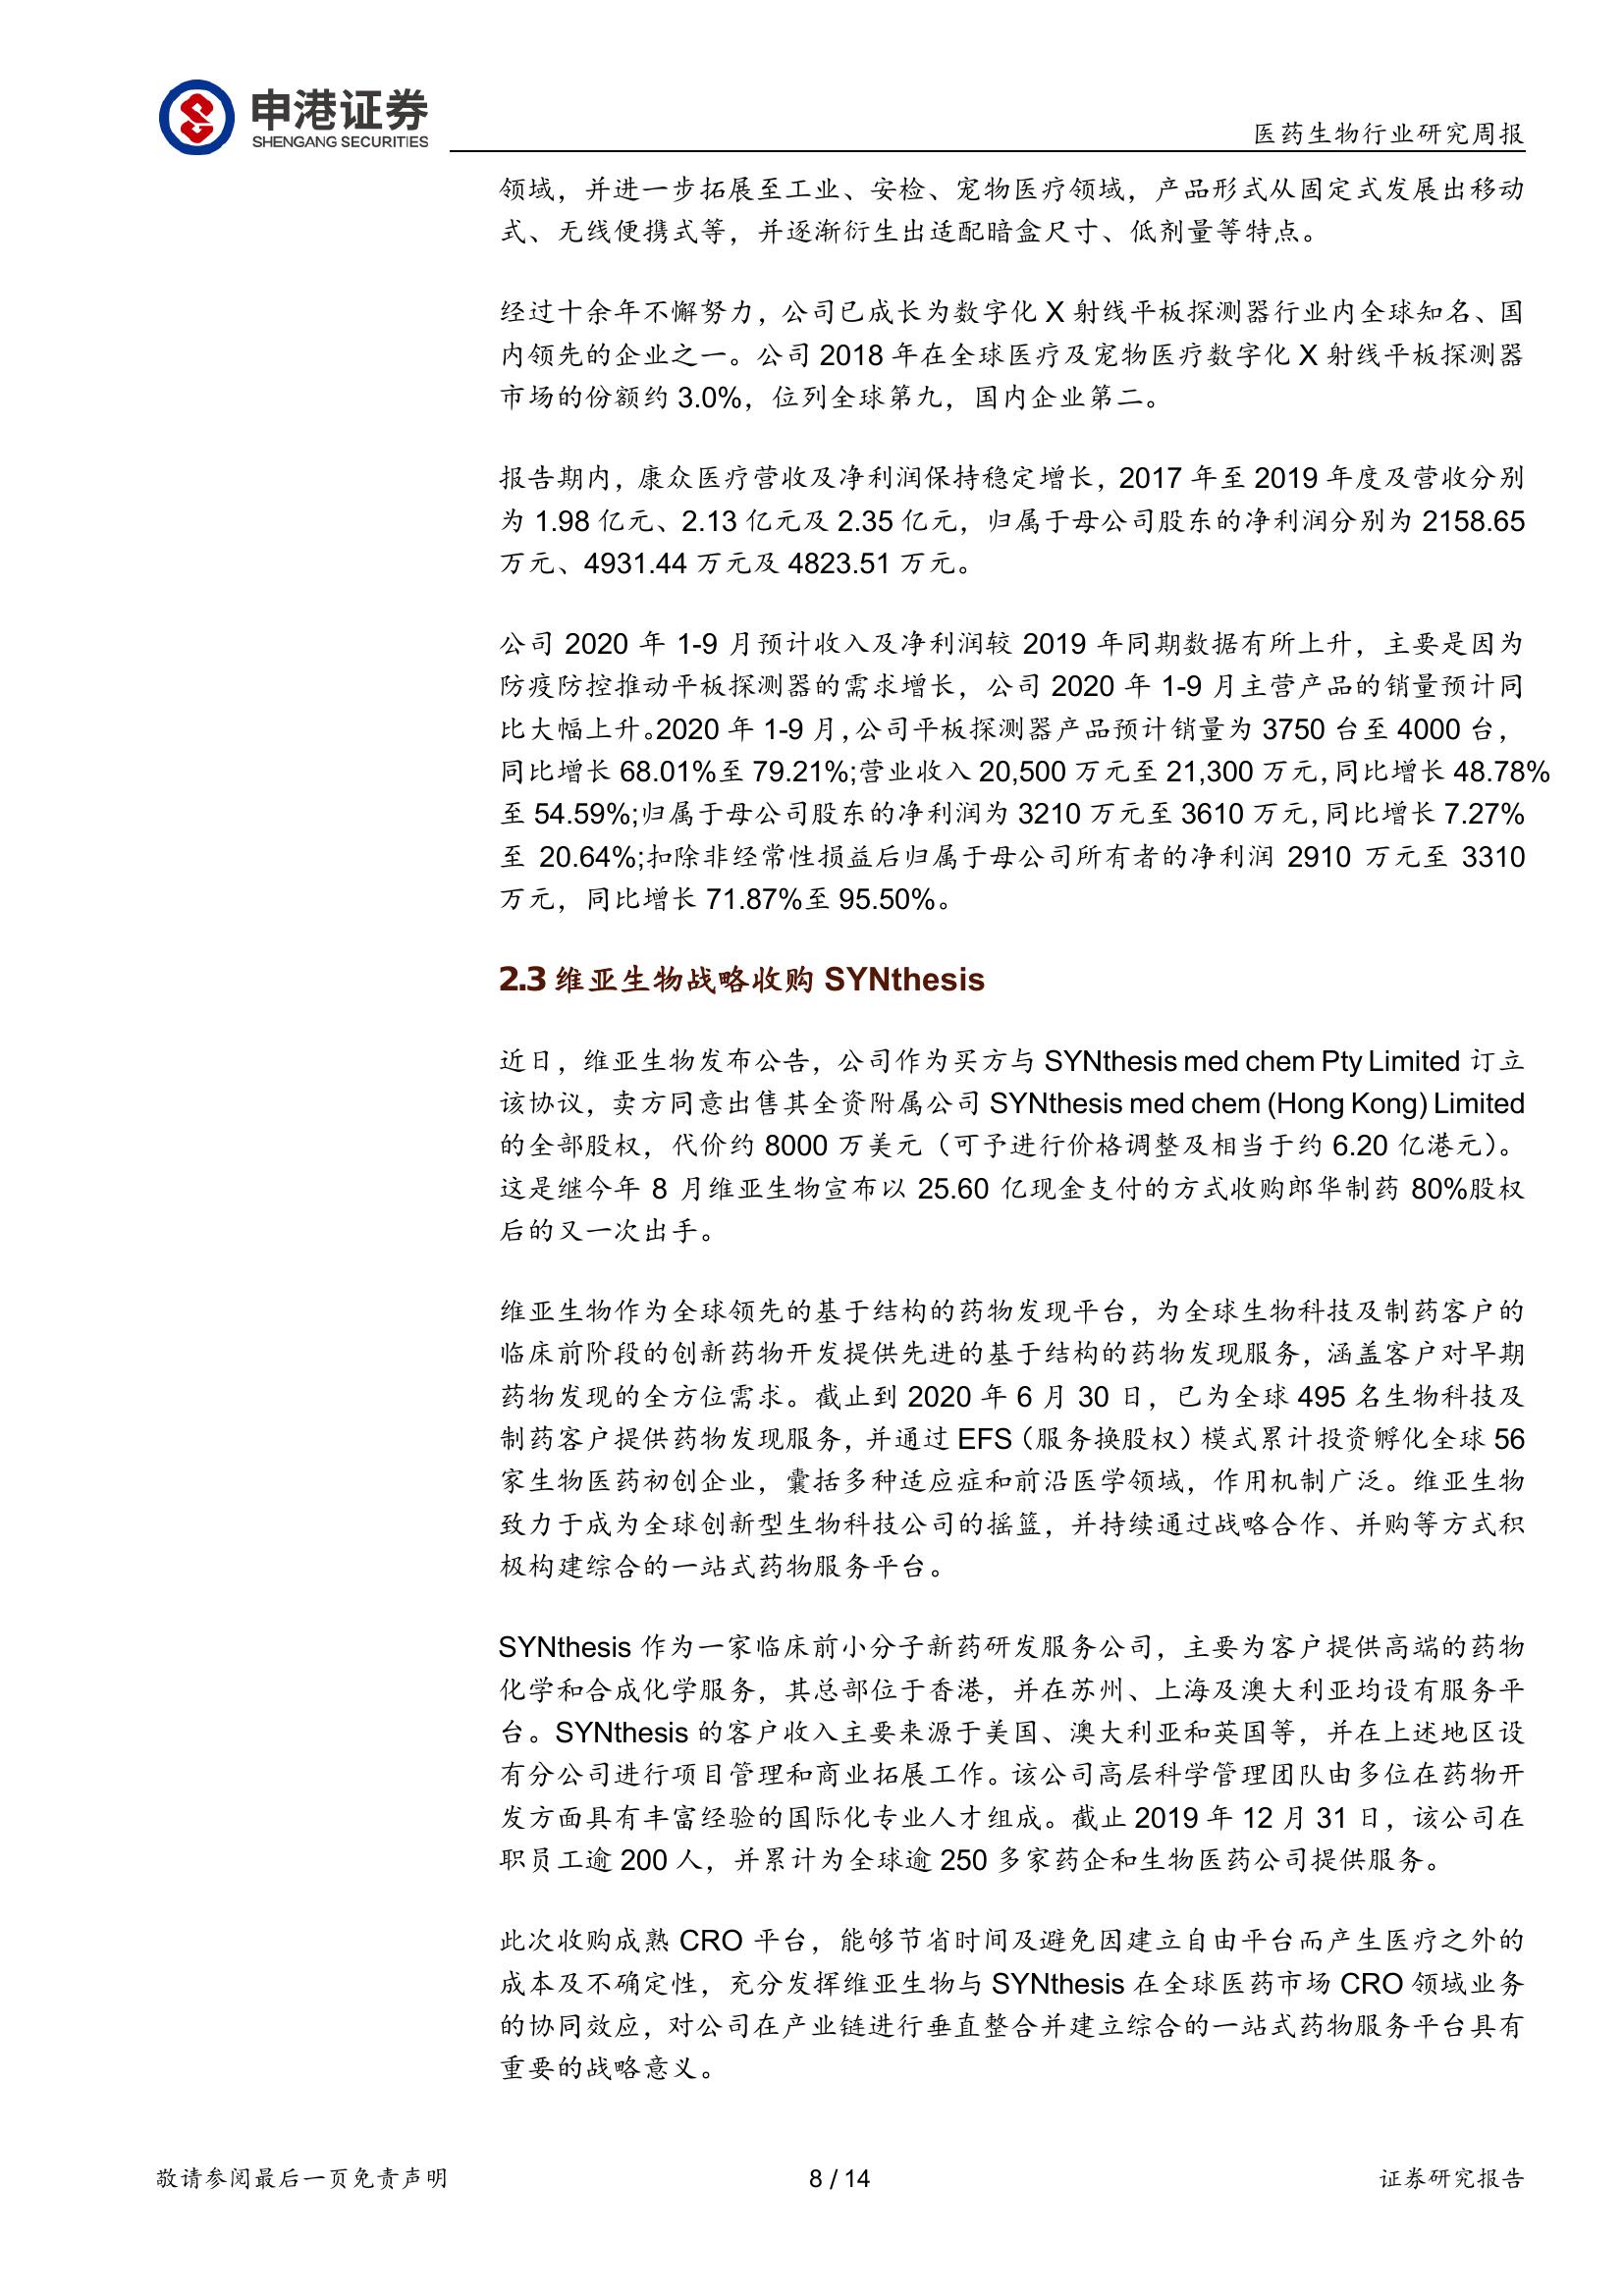 申港证券
SHENGANG SECURITIES
医药生物行业研究周报
领域，并进一步拓展至工业、安检、宠物医疗领域，产品形式从固定式发展出移动
式、无线便携式等，并逐渐衍生出适配暗盒尺寸、低剂量等特点。
经过十余年不懈努力，公司已成长为数字化 X 射线平板探测器行业内全球知名、国
内领先的企业之一。公司 2018 年在全球医疗及宠物医疗数字化 X 射线平板探测器
市场的份额约 3.0%，位列全球第九，国内企业第二。
报告期内，康众医疗营收及净利润保持稳定增长，2017 年至 2019 年度及营收分别
为 1.98 亿元、2.13 亿元及 2.35 亿元，归属于母公司股东的净利润分别为 2158.65
万元、4931.44 万元及 4823.51 万元。
公司 2020 年 1-9 月预计收入及净利润较 2019 年同期数据有所上升，主要是因为
防疫防控推动平板探测器的需求增长，公司 2020 年 1-9 月主营产品的销量预计同
比大幅上升。2020 年 1-9 月，公司平板探测器产品预计销量为 3750 台至 4000 台，
同比增长 68.01%至 79.21%;营业收入 20,500 万元至 21,300 万元，同比增长 48.78%
至 54.59%;归属于母公司股东的净利润为 3210 万元至 3610 万元，同比增长 7.27%
至 20.64%;扣除非经常性损益后归属于母公司所有者的净利润 2910 万元至 3310
万元，同比增长 71.87%至 95.50%。
2.3 维亚生物战略收购 SYNthesis
近日，维亚生物发布公告，公司作为买方与 SYNthesis med chem Pty Limited 订立
该协议，卖方同意出售其全资附属公司 SYNthesis med chem (Hong Kong) Limited
的全部股权，代价约 8000 万美元（可予进行价格调整及相当于约 6.20 亿港元）。
这是继今年 8 月维亚生物宣布以 25.60 亿现金支付的方式收购郎华制药 80%股权
后的又一次出手。
维亚生物作为全球领先的基于结构的药物发现平台，为全球生物科技及制药客户的
临床前阶段的创新药物开发提供先进的基于结构的药物发现服务，涵盖客户对早期
药物发现的全方位需求。截止到 2020 年 6 月 30 日，已为全球 495 名生物科技及
制药客户提供药物发现服务，并通过 EFS（服务换股权）模式累计投资孵化全球 56
家生物医药初创企业，囊括多种适应症和前沿医学领域，作用机制广泛。维亚生物
致力于成为全球创新型生物科技公司的摇篮，并持续通过战略合作、并购等方式积
极构建综合的一站式药物服务平台。
SYNthesis 作为一家临床前小分子新药研发服务公司，主要为客户提供高端的药物
化学和合成化学服务，其总部位于香港，并在苏州、上海及澳大利亚均设有服务平
台。SYNthesis 的客户收入主要来源于美国、澳大利亚和英国等，并在上述地区设
有分公司进行项目管理和商业拓展工作。该公司高层科学管理团队由多位在药物开
发方面具有丰富经验的国际化专业人才组成。截止 2019 年 12 月 31 日，该公司在
职员工逾 200 人，并累计为全球逾 250 多家药企和生物医药公司提供服务。
此次收购成熟 CRO 平台，能够节省时间及避免因建立自由平台而产生医疗之外的
成本及不确定性，充分发挥维亚生物与 SYNthesis 在全球医药市场 CRO 领域业务
的协同效应，对公司在产业链进行垂直整合并建立综合的一站式药物服务平台具有
重要的战略意义。
敬请参阅最后一页免责声明
8 / 14
证券研究报告